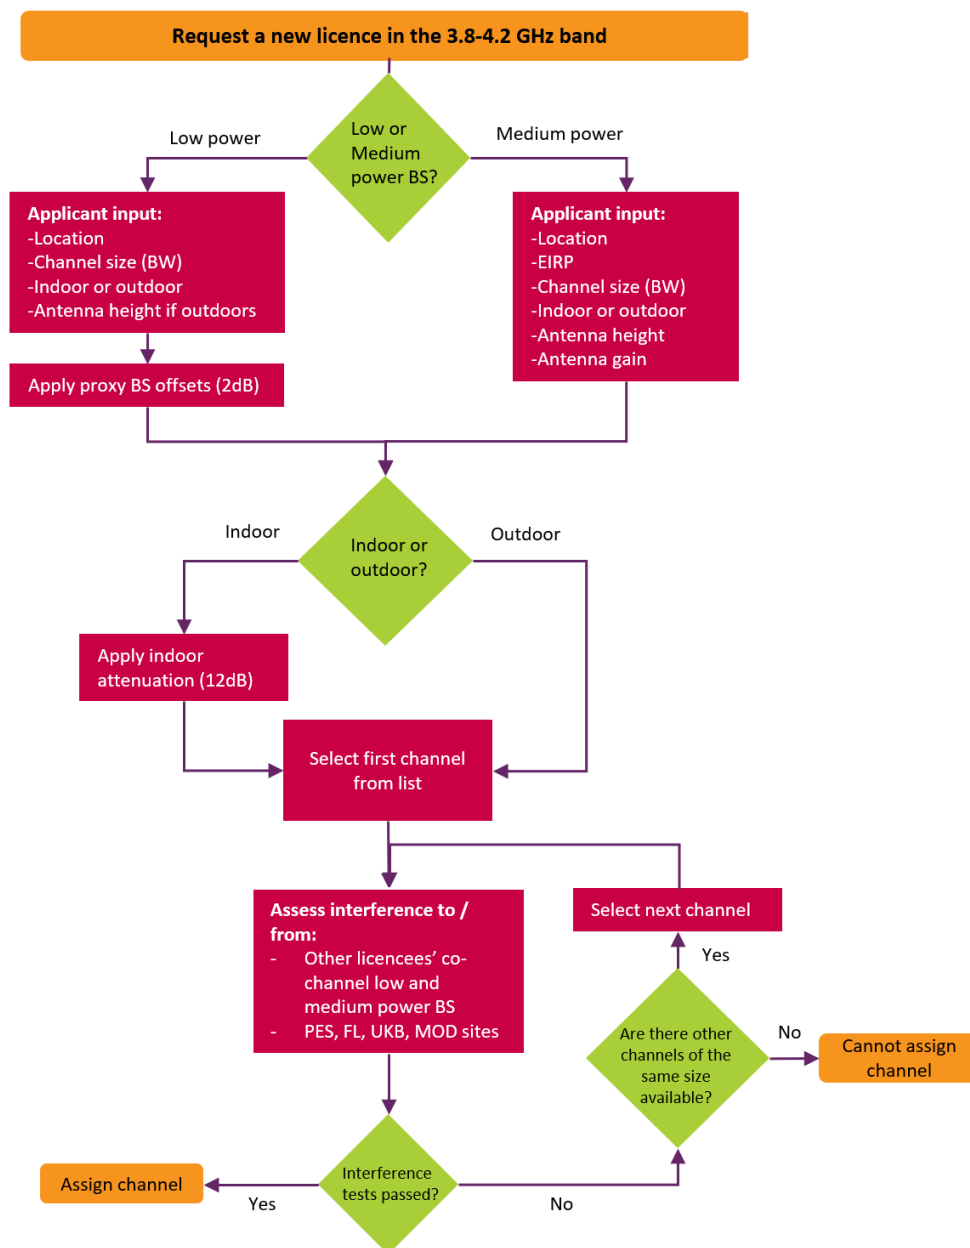 Request a new licence in the 3.8-4.2 GHz band
Low power
Low or
Medium
power BS?
Medium power
Applicant input:
-Location
-Channel size (BW)
-Indoor or outdoor
-Antenna height if outdoors
Applicant input:
-Location
-EIRP
-Channel size (BW)
-Indoor or outdoor
-Antenna height
-Antenna gain
Apply proxy BS offsets (2dB)
Indoor
Indoor or
outdoor?
Outdoor
Apply indoor
attenuation (12dB)
Select first channel
from list
Assess interference to /
from:
- Other licencees’ co-
channel low and
medium power BS
- PES, FL, UKB, MOD sites
Select next channel
Yes
Are there other
channels of the
same size
available?
No
Cannot assign
channel
Interference
tests passed?
Yes
No
Assign channel